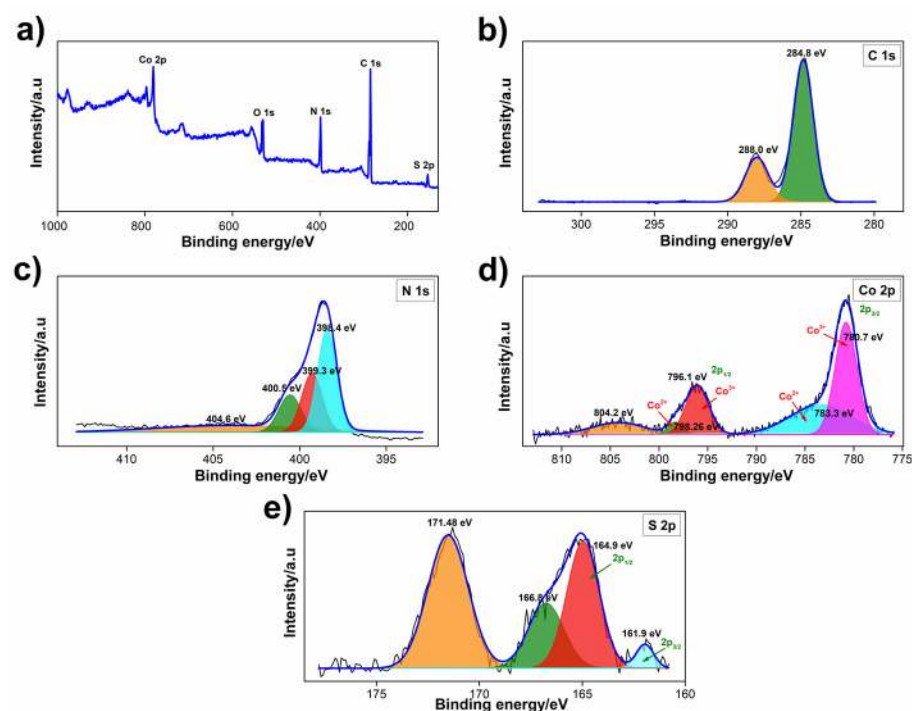 a)
Co 2p
O 1s
N 1s
C 1s
S 2p
Intensity/a.u
1000
800
600
400
200
Binding energy/eV
b)
C 1s
284.8 eV
288.0 eV
Intensity/a.u
300
295
290
285
280
Binding energy/eV
c)
N 1s
398.4 eV
399.3 eV
400.5 eV
404.6 eV
Intensity/a.u
410
405
400
395
Binding energy/eV
d)
Co 2p
2p3/2
Co3+
780.7 eV
2p1/2
796.1 eV
Co2+
Co3+
Co2+
783.3 eV
804.2 eV
798.26 eV
Intensity/a.u
810
805
800
795
790
785
780
775
Binding energy/eV
e)
S 2p
171.48 eV
164.9 eV
2p1/2
161.9 eV
2p3/2
Intensity/a.u
175
170
165
160
Binding energy/eV